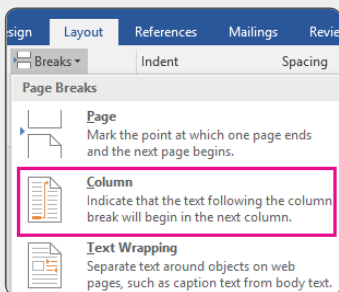 sign Layout References Mailings Revie
Breaks Indent Spacing
Page Breaks
Page
Mark the point at which one page ends
and the next page begins.
Column
Indicate that the text following the column
break will begin in the next column.
Text Wrapping
Separate text around objects on web
pages, such as caption text from body text.